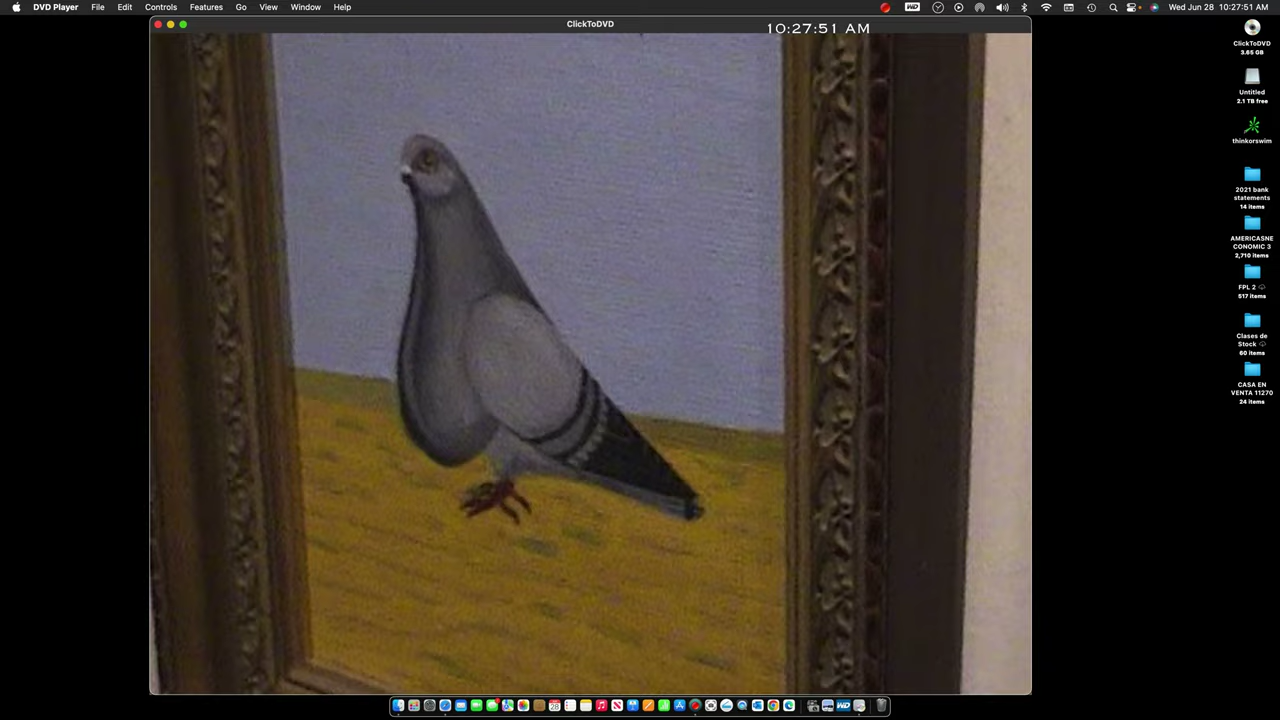 DVD Player File Edit Controls Features Go View Window Help
WD
Wed Jun 28 10:27:51 AM
ClickToDVD
10:27:51 AM
ClickToDVD
3.65 GB
Untitled
2.1 TB free
thinkorswim
2021 bank
statements
14 items
AMERICASNE
CONOMIC 3
2,710 items
FPL 2
517 items
Clases de
Stock
60 items
CASA EN
VENTA 11270
24 items
28
WD